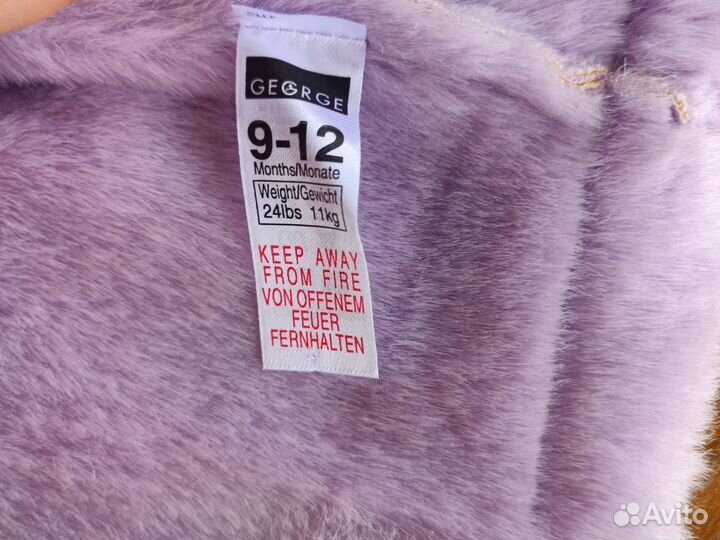 GEORGE
9-12
Months/Monate
Weight/Gewicht
24lbs 11kg
KEEP AWAY
FROM FIRE
VON OFFENEM
FEUER
FERNHALTEN
Avito